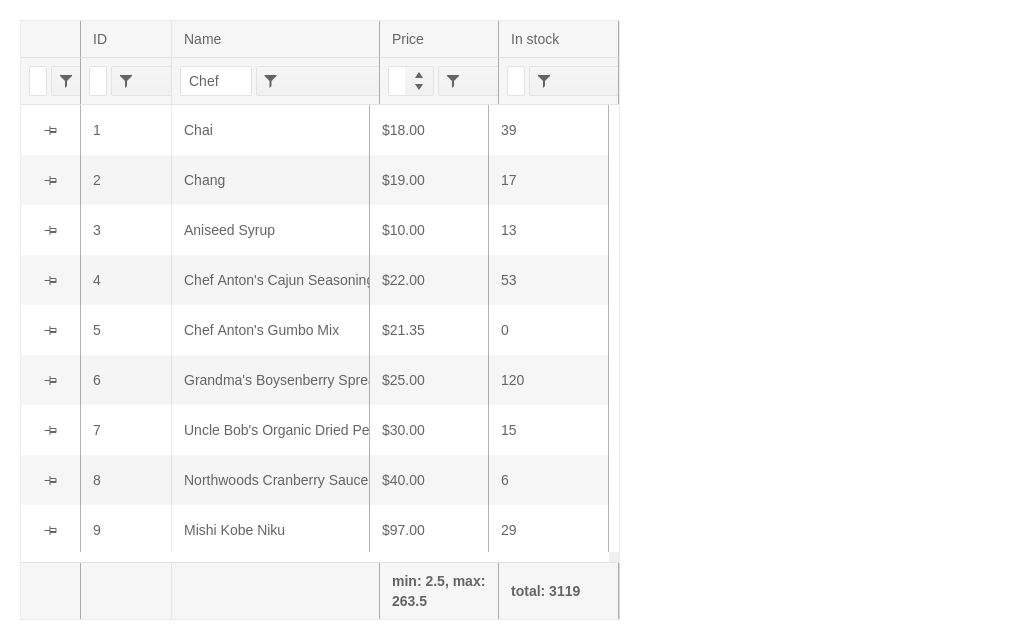 ID Name Price In stock
Chef
1 Chai $18.00 39
2 Chang $19.00 17
3 Aniseed Syrup $10.00 13
4 Chef Anton's Cajun Seasoning $22.00 53
5 Chef Anton's Gumbo Mix $21.35 0
6 Grandma's Boysenberry Spre $25.00 120
7 Uncle Bob's Organic Dried Pe $30.00 15
8 Northwoods Cranberry Sauce $40.00 6
9 Mishi Kobe Niku $97.00 29
min: 2.5, max:
263.5
total: 3119